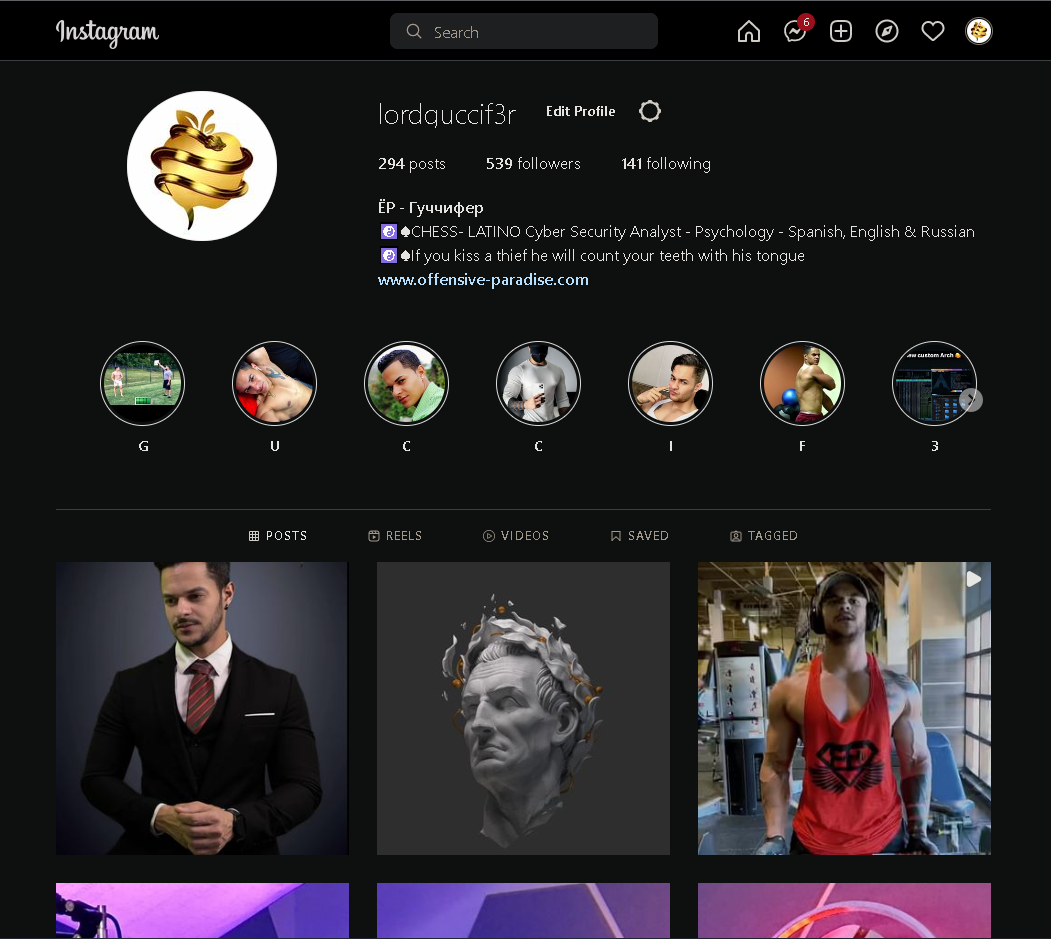 Instagram
Search
6
lordquccif3r
Edit Profile
294 posts
539 followers
141 following
ËP - Гуччифер
☯♠CHESS- LATINO Cyber Security Analyst - Psychology - Spanish, English & Russian
☯♠If you kiss a thief he will count your teeth with his tongue
www.offensive-paradise.com
ew custom Arch
G
U
C
C
I
F
3
POSTS
REELS
VIDEOS
SAVED
TAGGED